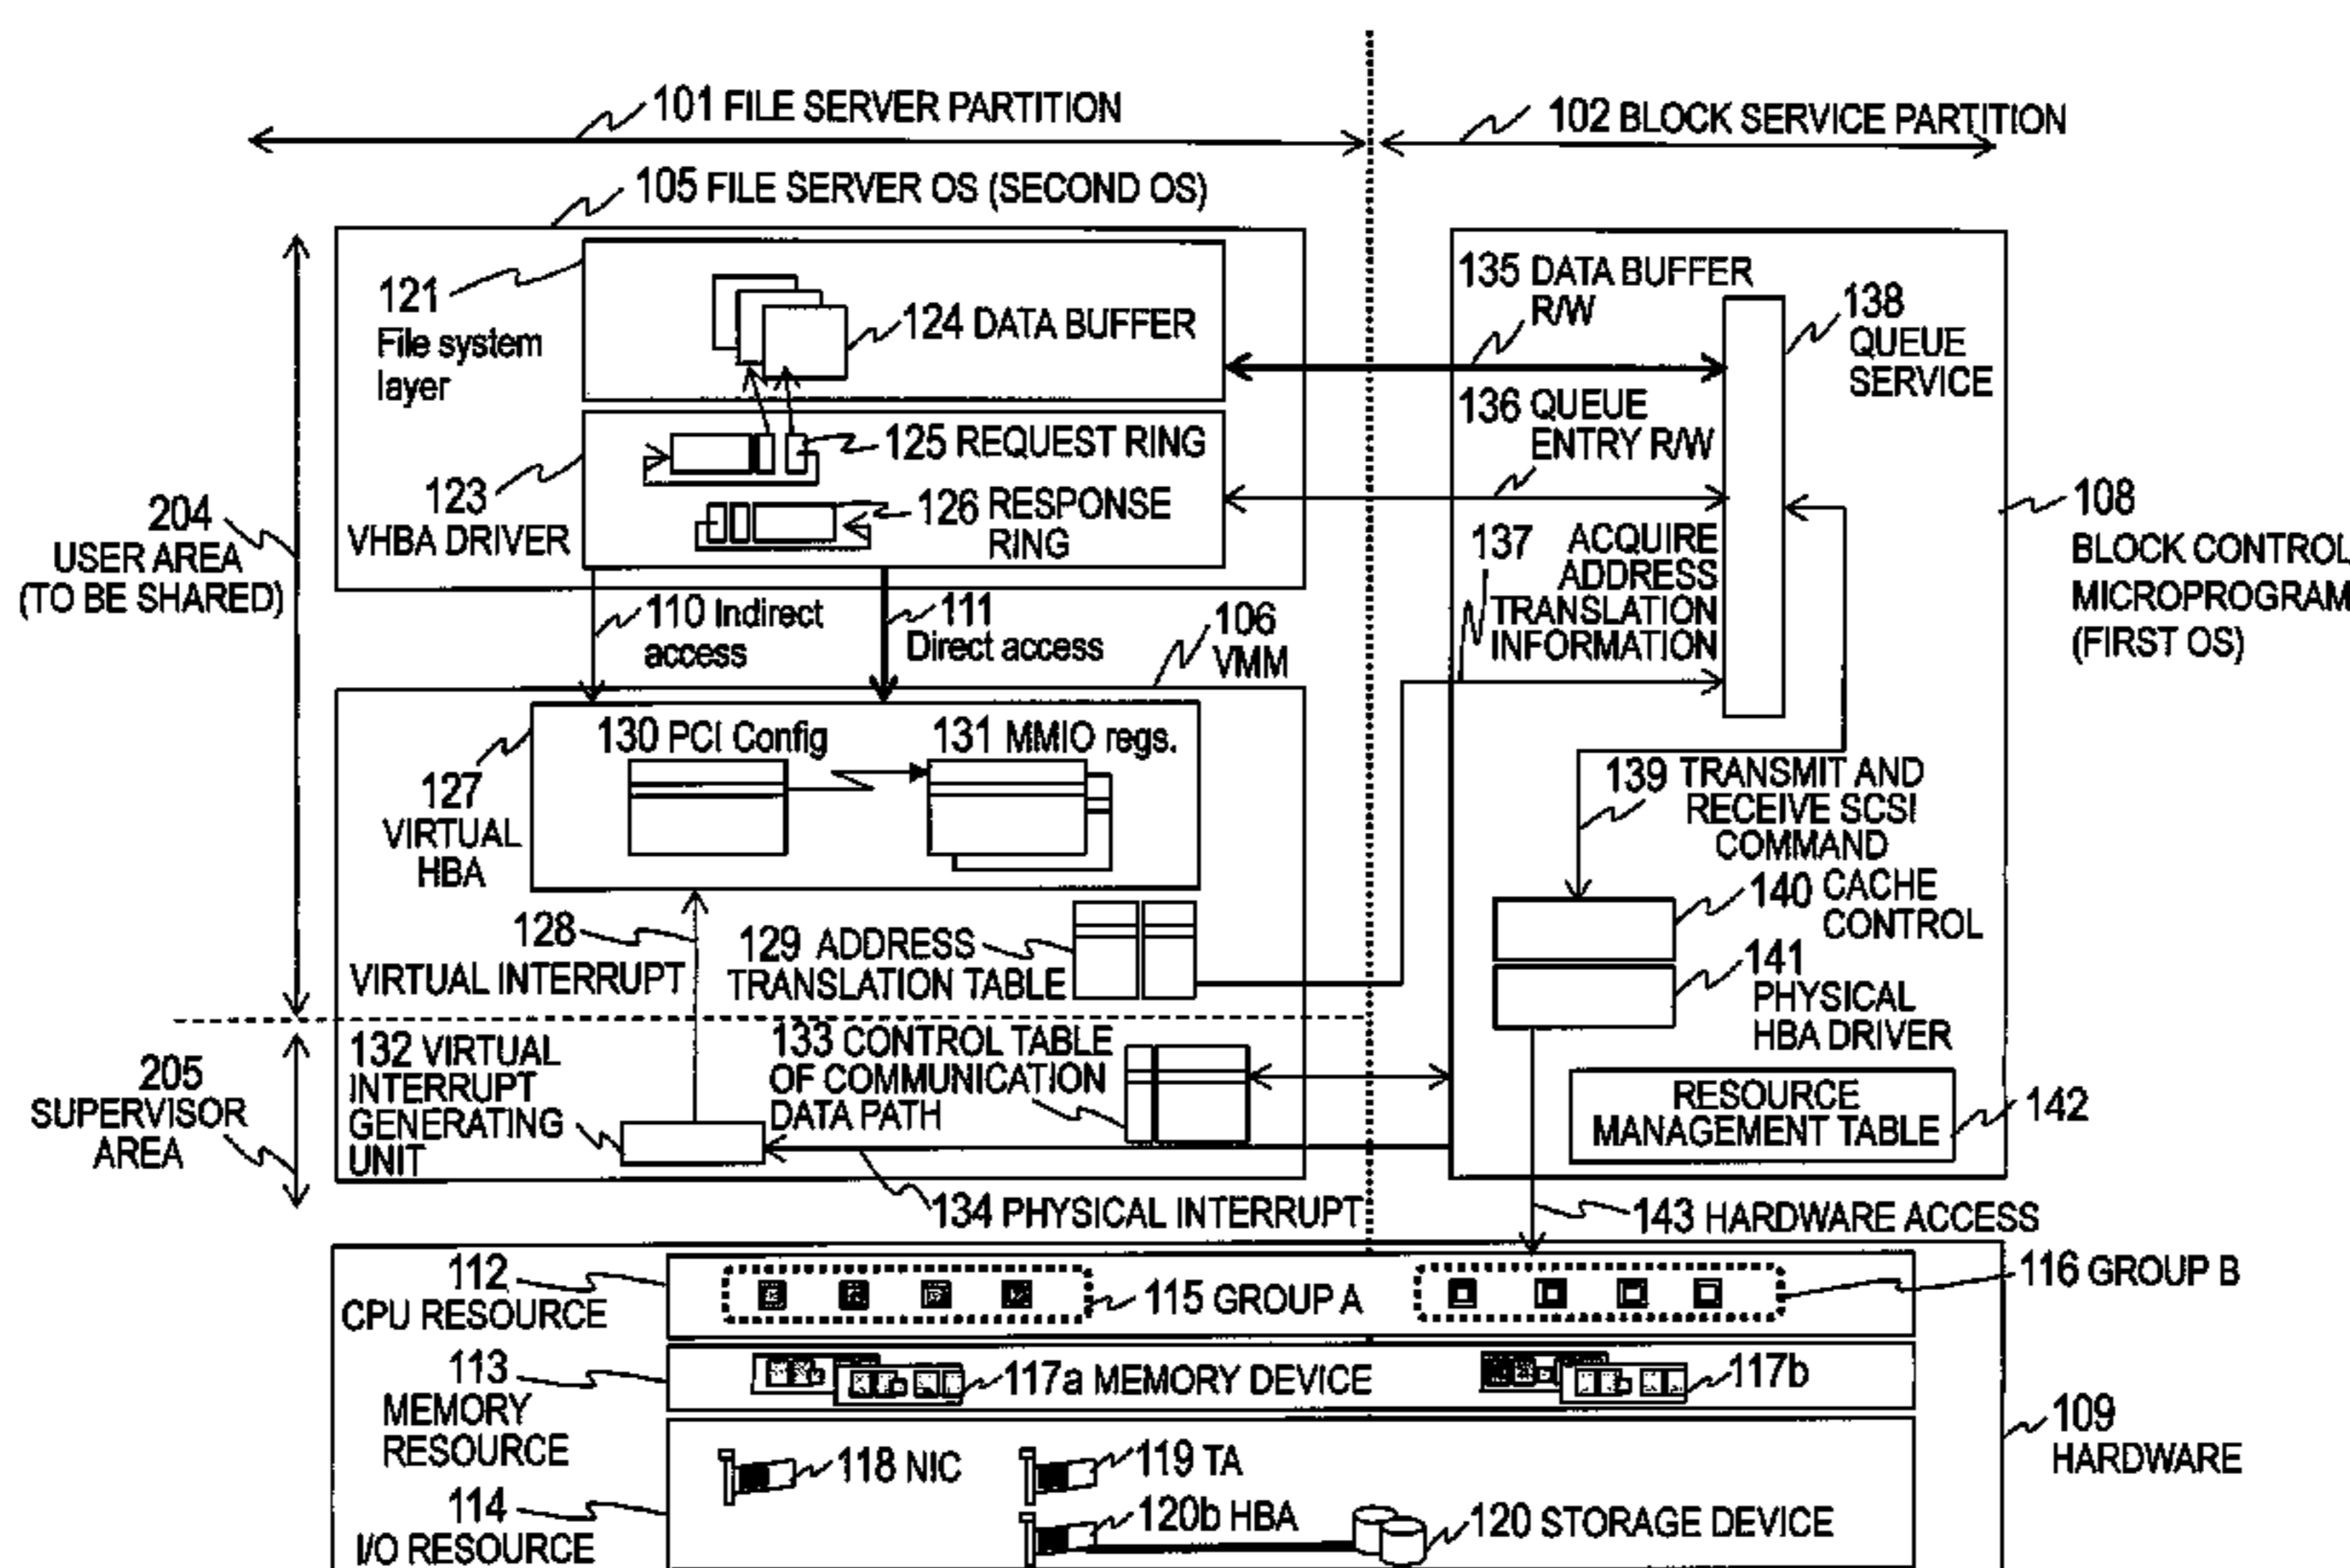 101 FILE SERVER PARTITION
102 BLOCK SERVICE PARTITION
105 FILE SERVER OS (SECOND OS)
121
File system
layer
124 DATA BUFFER
135 DATA BUFFER
R/W
138
QUEUE
SERVICE
136 QUEUE
ENTRY R/W
125 REQUEST RING
123
VHBA DRIVER
126 RESPONSE
RING
204
USER AREA
(TO BE SHARED)
108
BLOCK CONTROL
MICROPROGRAM
(FIRST OS)
137 ACQUIRE
ADDRESS
TRANSLATION
INFORMATION
110 Indirect
access
111
Direct access
106
VMM
130 PCI Config
131 MMIO regs.
127
VIRTUAL
HBA
139 TRANSMIT AND
RECEIVE SCSI
COMMAND
140 CACHE
CONTROL
128
VIRTUAL INTERRUPT
129 ADDRESS
TRANSLATION TABLE
141
PHYSICAL
HBA DRIVER
205
SUPERVISOR
AREA
132 VIRTUAL
INTERRUPT
GENERATING
UNIT
133 CONTROL TABLE
OF COMMUNICATION
DATA PATH
RESOURCE
MANAGEMENT TABLE
142
134 PHYSICAL INTERRUPT
143 HARDWARE ACCESS
112
CPU RESOURCE
115 GROUP A
116 GROUP B
113
MEMORY
RESOURCE
117a MEMORY DEVICE
117b
109
HARDWARE
118 NIC
119 TA
114
I/O RESOURCE
120b HBA
120 STORAGE DEVICE